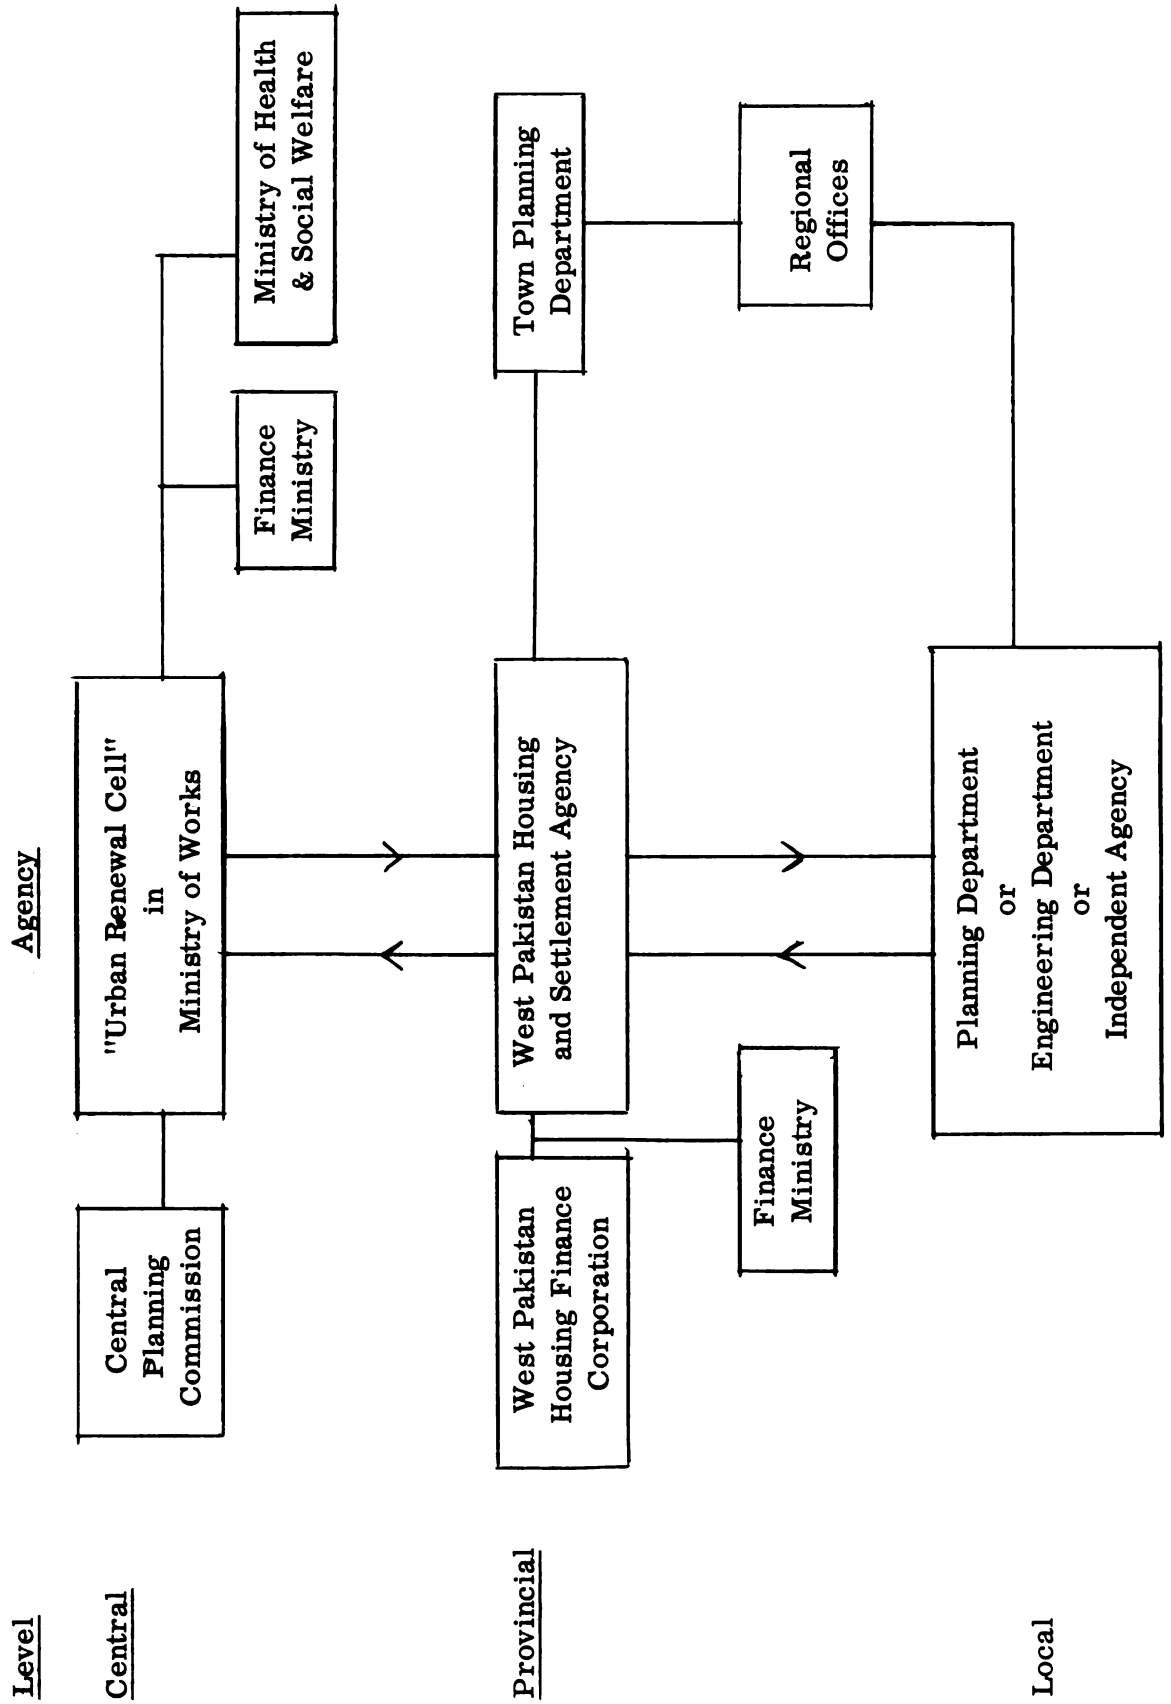 Level
Agency
Central
Central
Planning
Commission
"Urban Renewal Cell"
in
Ministry of Works
Finance
Ministry
Ministry of Health
& Social Welfare
Provincial
West Pakistan
Housing Finance
Corporation
West Pakistan Housing
and Settlement Agency
Town Planning
Department
Finance
Ministry
Regional
Offices
Local
Planning Department
or
Engineering Department
or
Independent Agency